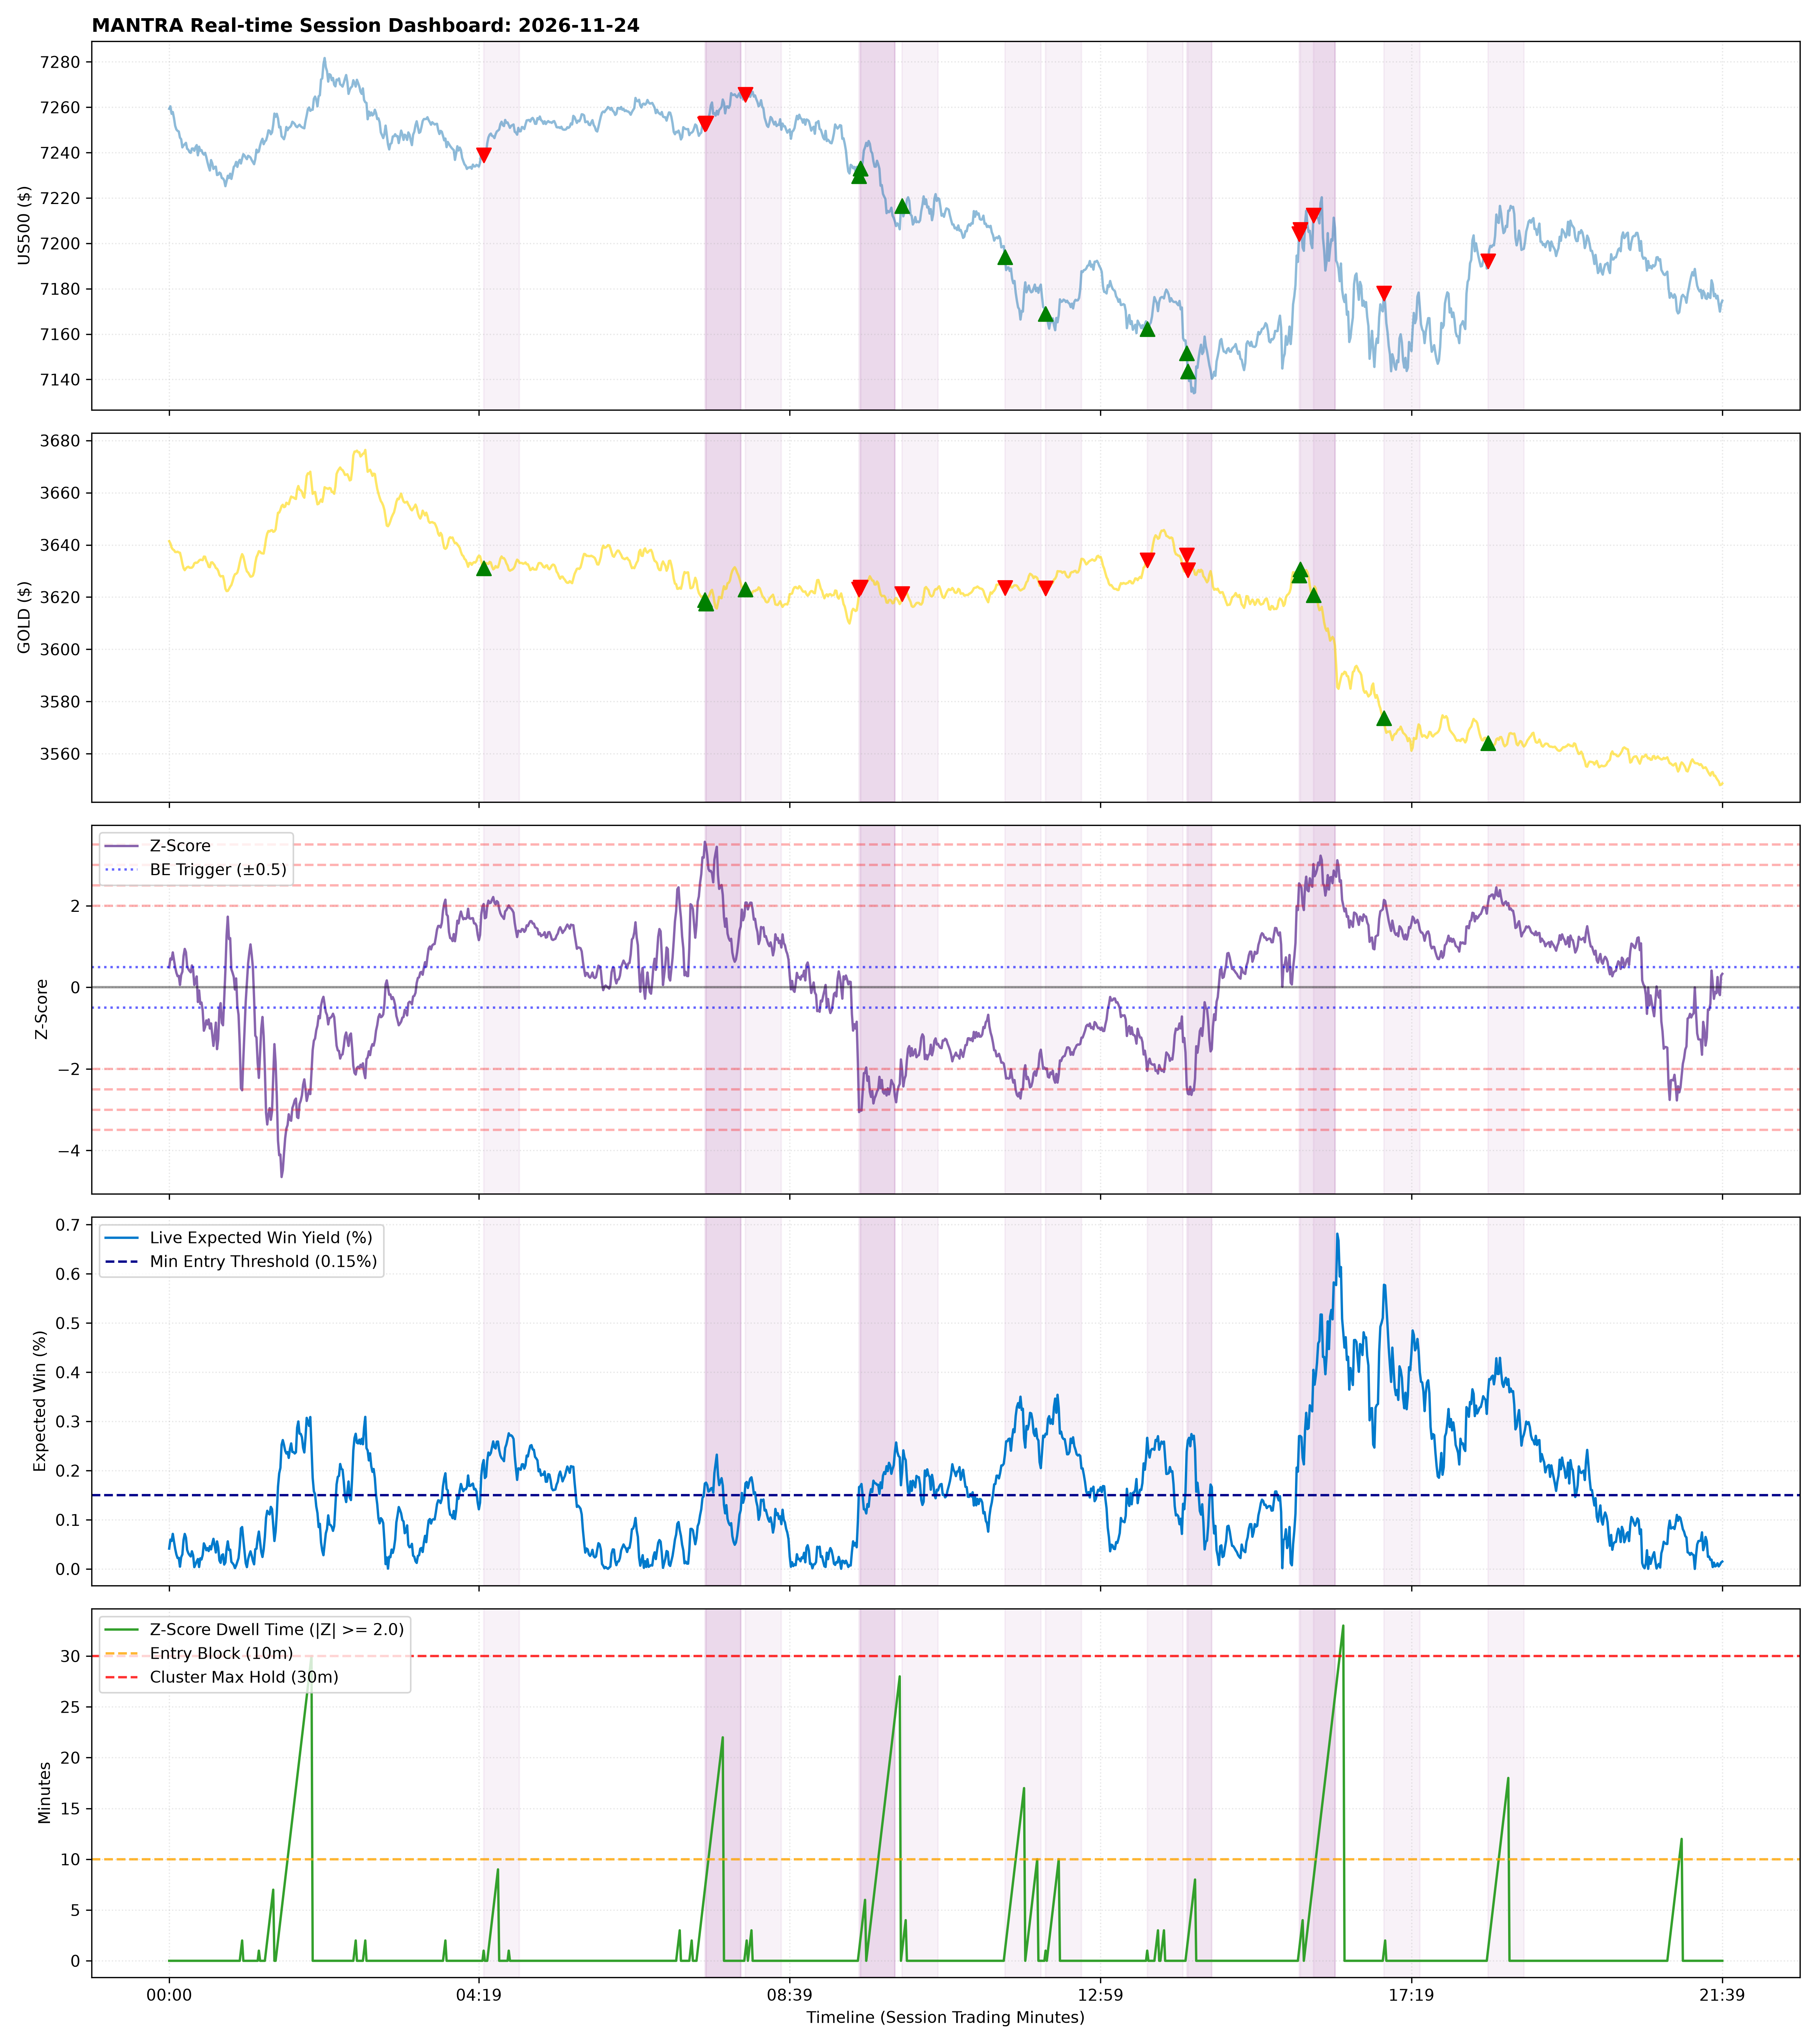 MANTRA Real-time Session Dashboard: 2026-11-24
7280
7260
7240
7220
7200
7180
7160
7140
US500 ($)
3680
3660
3640
3620
3600
3580
3560
GOLD ($)
Z-Score
BE Trigger (±0.5)
2
0
−2
−4
Z-Score
Live Expected Win Yield (%)
Min Entry Threshold (0.15%)
0.7
0.6
0.5
0.4
0.3
0.2
0.1
0.0
Expected Win (%)
Z-Score Dwell Time (|Z| >= 2.0)
Entry Block (10m)
Cluster Max Hold (30m)
30
25
20
15
10
5
0
Minutes
00:00 04:19 08:39 12:59 17:19 21:39
Timeline (Session Trading Minutes)